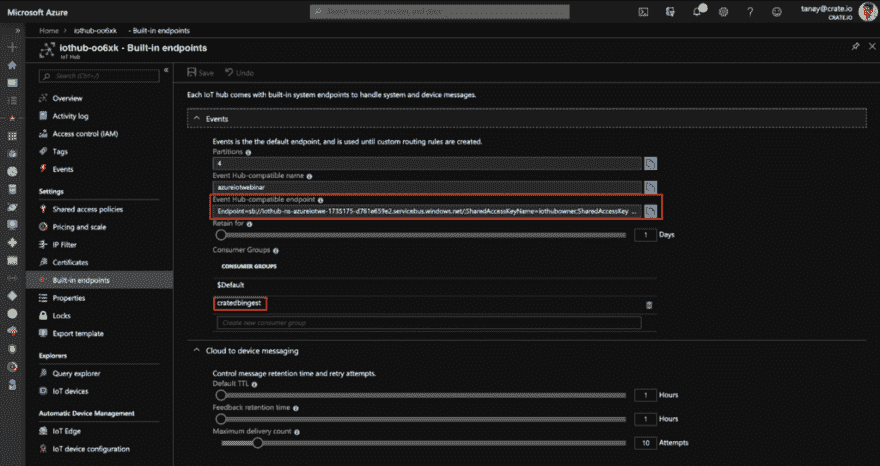 Microsoft Azure
Search resources, services, and docs
tanay@crate.io
CRATE.IO
Home > iothub-oo6xk - Built-in endpoints
iothub-oo6xk - Built-in endpoints
IoT Hub
Search (Ctrl+/)
Overview
Activity log
Access control (IAM)
Tags
Events
Settings
Shared access policies
Pricing and scale
IP Filter
Certificates
Built-in endpoints
Properties
Locks
Export template
Explorers
Query explorer
IoT devices
Automatic Device Management
IoT Edge
IoT device configuration
Save Undo
Each IoT hub comes with built-in system endpoints to handle system and device messages.
Events
Events is the the default endpoint, and is used until custom routing rules are created.
Partitions
4
Event Hub-compatible name
azureiotwebinar
Event Hub-compatible endpoint
Endpoint=sb://iothub-ns-azureiotwe-1735175-d761e659e2.servicebus.windows.net/;SharedAccessKeyName=iothubowner;SharedAccessKey ...
Retain for
1 Days
Consumer Groups
CONSUMER GROUPS
$Default
cratedbingest
Create new consumer group
Cloud to device messaging
Control message retention time and retry attempts.
Default TTL
1 Hours
Feedback retention time
1 Hours
Maximum delivery count
10 Attempts